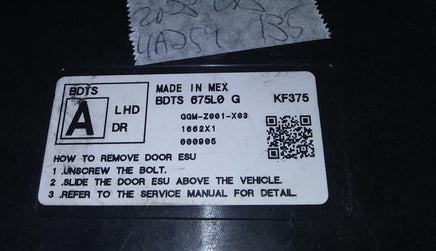 BDTS
A
LHD
DR
MADE IN MEX
BDTS 675L0 G KF375
GQM-Z001-X03
1662X1
000905
HOW TO REMOVE DOOR ESU
1 .UNSCREW THE BOLT.
2 .SLIDE THE DOOR ESU ABOVE THE VEHICLE.
3 .REFER TO THE SERVICE MANUAL FOR DETAIL.